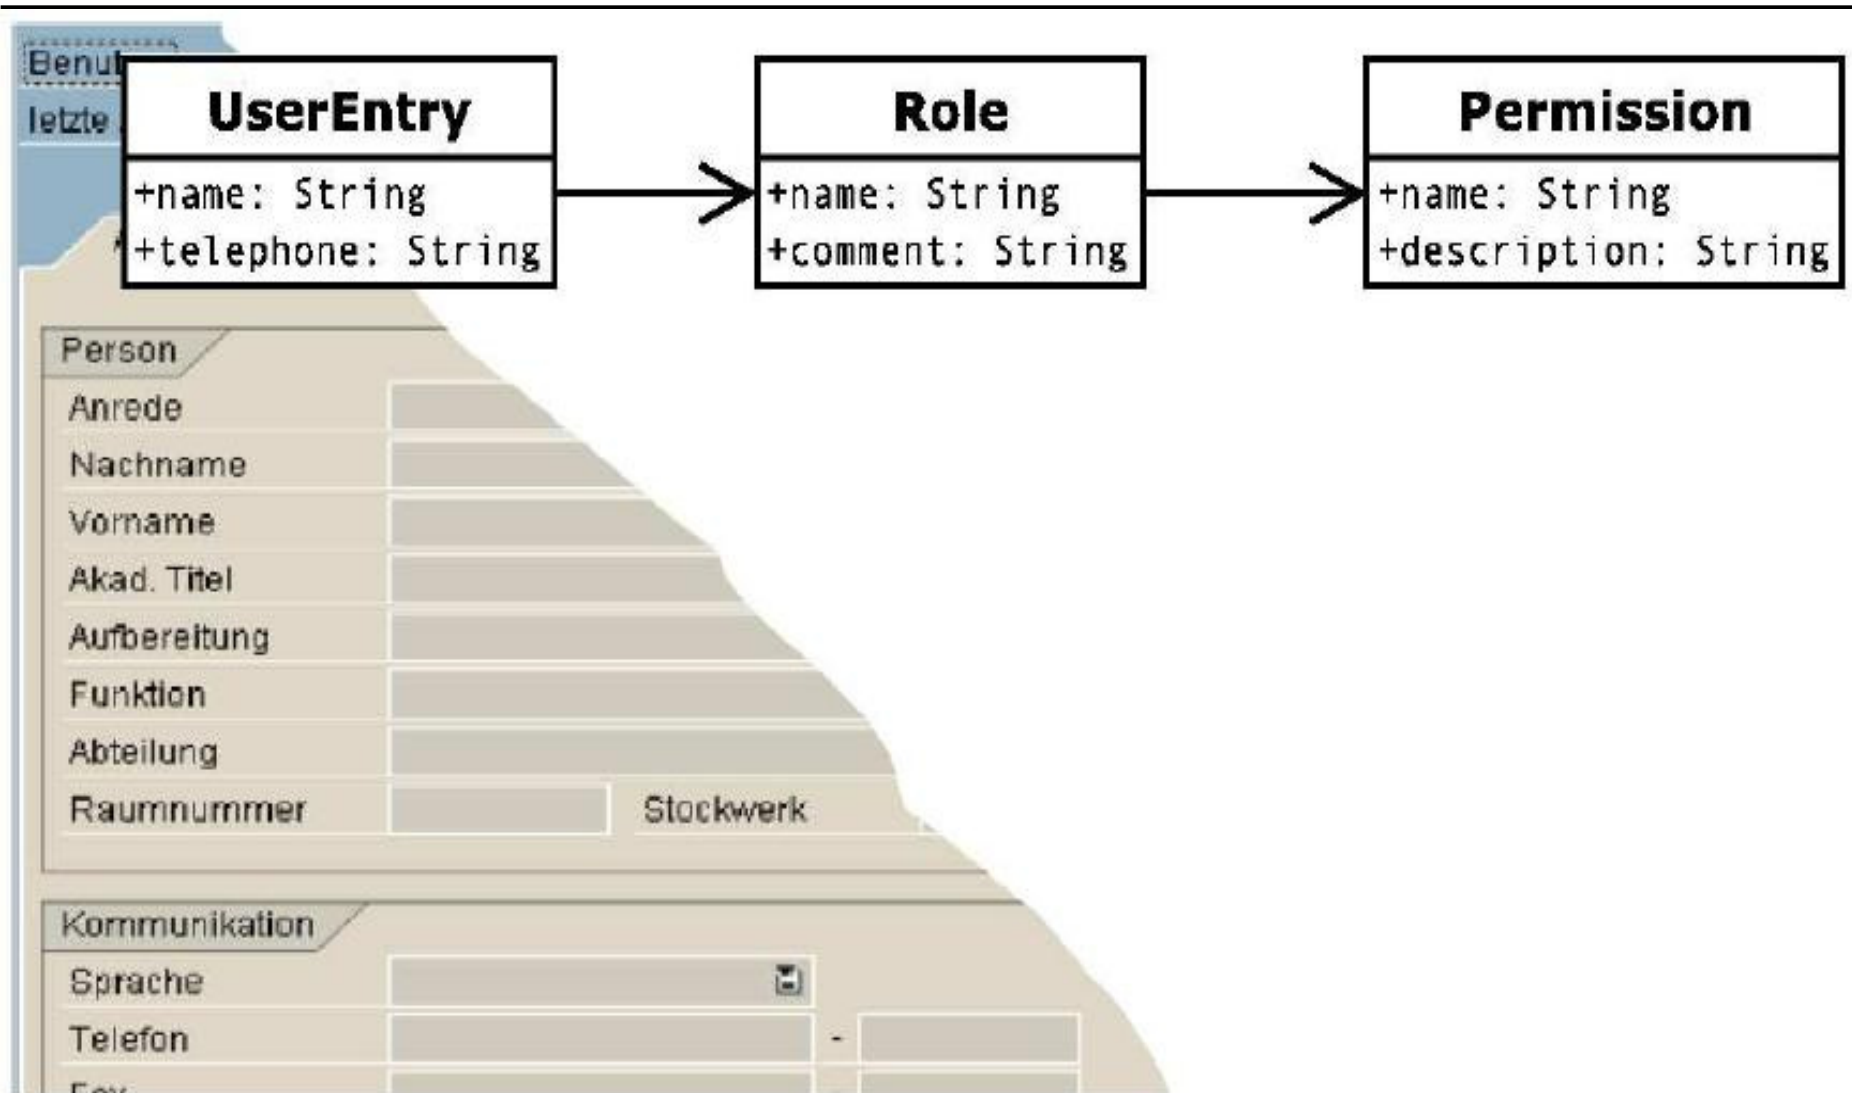 letzte
UserEntry
+name: String
+telephone: String
Role
+name: String
+comment: String
Permission
+name: String
+description: String
Person
Anrede
Nachname
Vorname
Akad. Titel
Aufbereitung
Funktion
Abteilung
Raumnummer Stockwerk
Kommunikation
Sprache
Telefon -